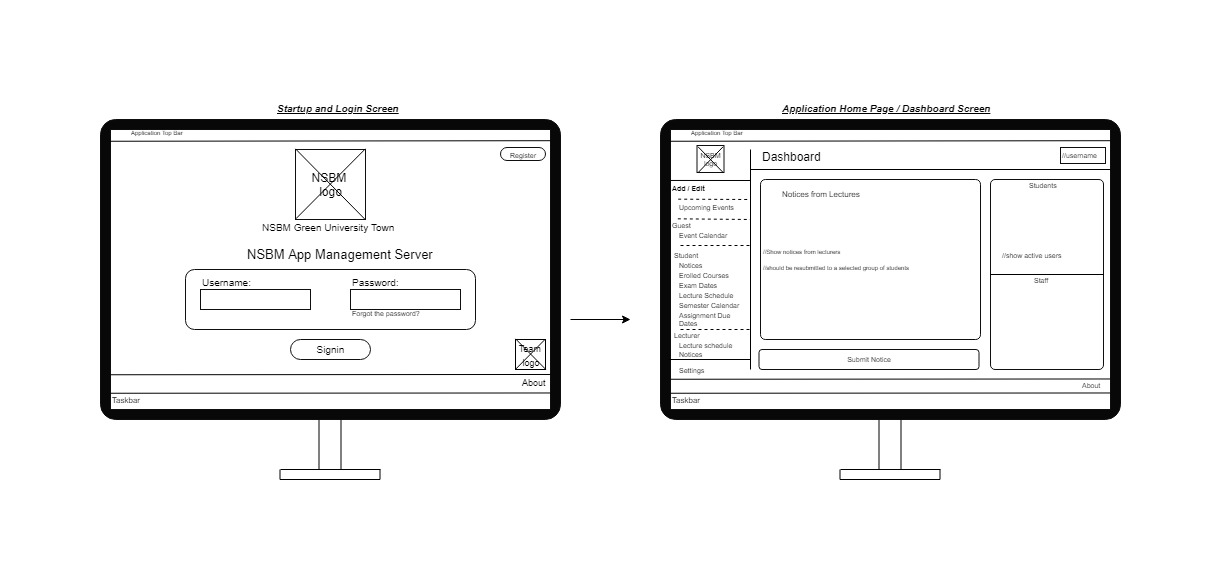 Startup and Login Screen
Application Top Bar
Register
NSBM
logo
NSBM Green University Town
NSBM App Management Server
Username:
Password:
Forgot the password?
Signin
Team
logo
About
Taskbar
Application Home Page / Dashboard Screen
Application Top Bar
NSBM
logo
Dashboard
//username
Add / Edit
Upcoming Events
Guest
Event Calendar
Student
Notices
Erolled Courses
Exam Dates
Lecture Schedule
Semester Calendar
Assignment Due
Dates
Lecturer
Lecture schedule
Notices
Settings
Notices from Lectures
//Show notices from lecturers
//should be resubmitted to a selected group of students
Submit Notice
Students
//show active users
Staff
About
Taskbar